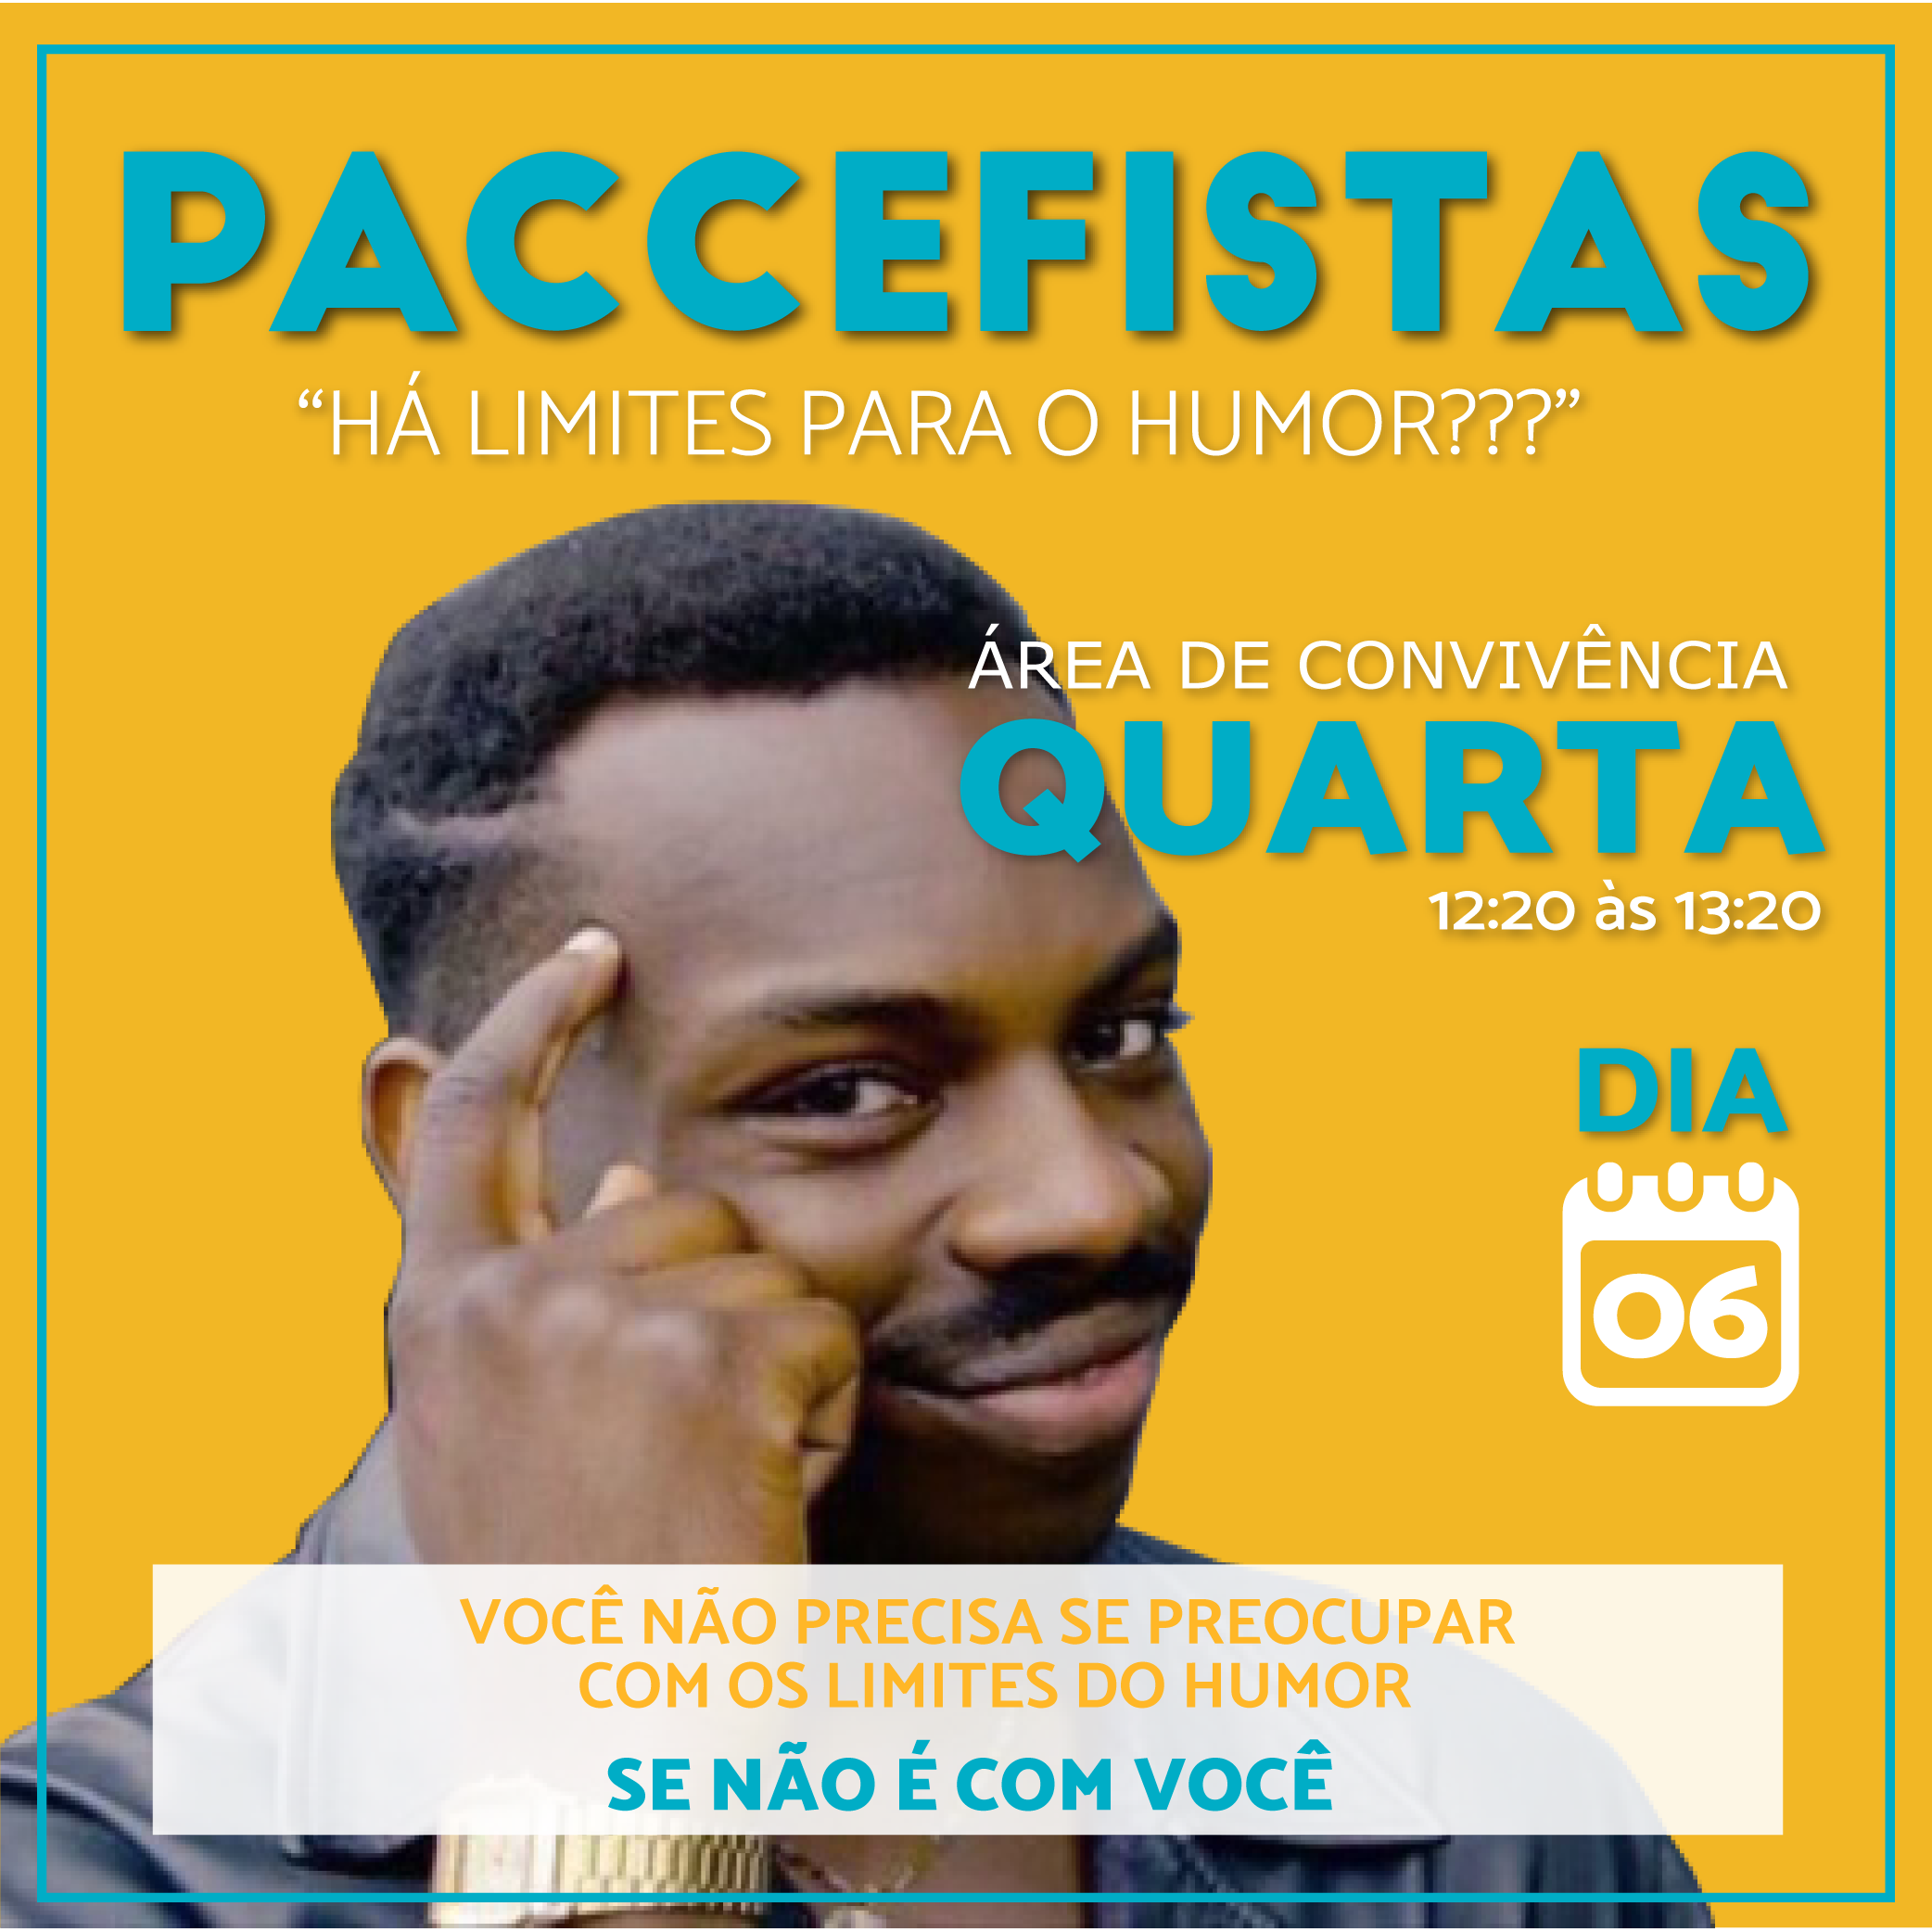 PACCEFISTAS
“HÁ LIMITES PARA O HUMOR???”
ÁREA DE CONVIVÊNCIA
QUARTA
12:20 às 13:20
DIA
06
VOCÊ NÃO PRECISA SE PREOCUPAR
COM OS LIMITES DO HUMOR
SE NÃO É COM VOCÊ